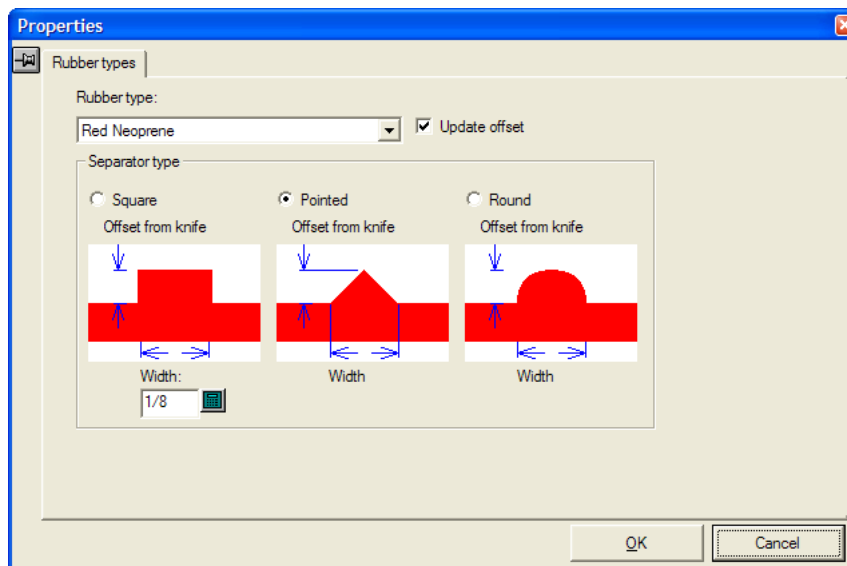 Properties
Rubber types
Rubber type:
Red Neoprene
Update offset
Separator type
Square
Pointed
Round
Offset from knife
Offset from knife
Offset from knife
Width:
Width
Width
1/8
OK
Cancel